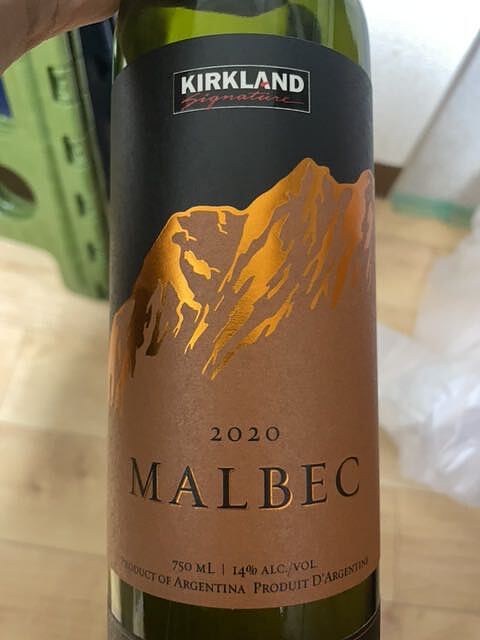 KIRKLAND
Signature
2020
MALBEC
750 mL | 14% ALC./VOL.
PRODUCT OF ARGENTINA PRODUIT D'ARGENTINE